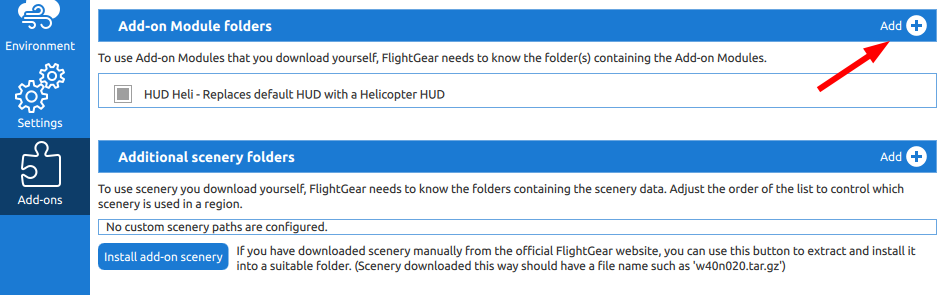 Environment
Settings
Add-ons
Add-on Module folders
Add
To use Add-on Modules that you download yourself, FlightGear needs to know the folder(s) containing the Add-on Modules.
HUD Heli - Replaces default HUD with a Helicopter HUD
Additional scenery folders
Add
To use scenery you download yourself, FlightGear needs to know the folders containing the scenery data. Adjust the order of the list to control which
scenery is used in a region.
No custom scenery paths are configured.
Install add-on scenery
If you have downloaded scenery manually from the official FlightGear website, you can use this button to extract and install it
into a suitable folder. (Scenery downloaded this way should have a file name such as 'w40n020.tar.gz')